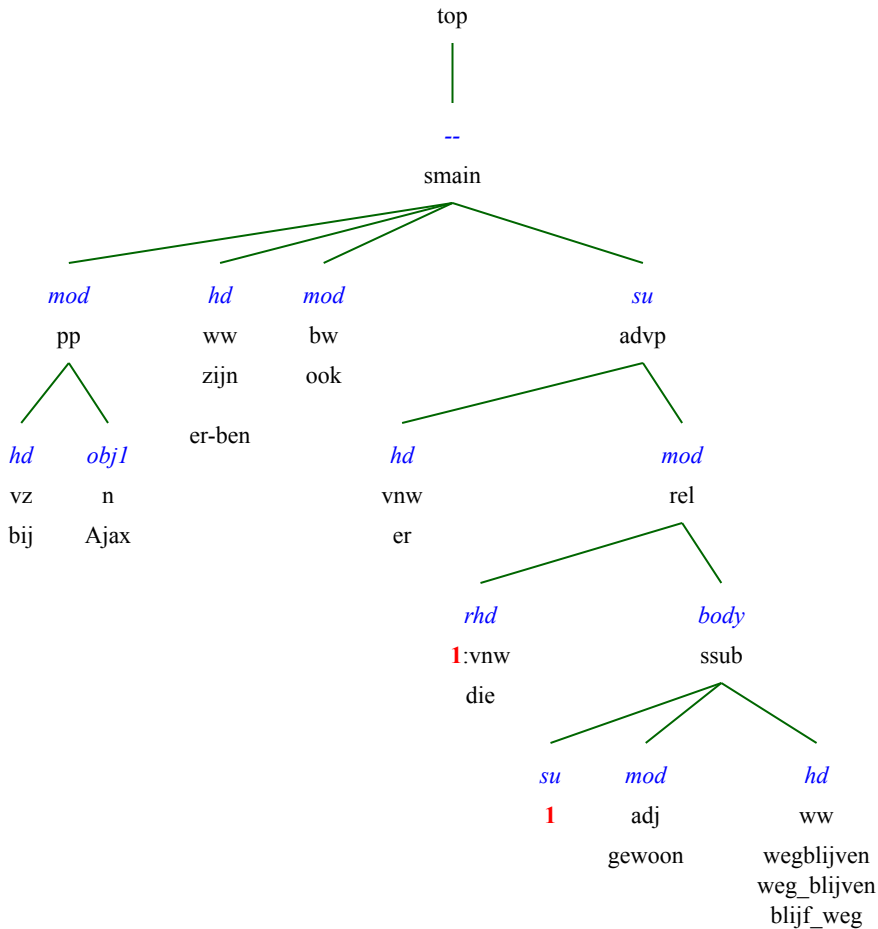 top
--
smain
mod hd mod su
pp ww bw advp
zijn ook
er-ben
hd obj1 hd mod
vz n vnw rel
bij Ajax er
rhd body
1:vnw ssub
die
su mod hd
1 adj ww
gewoon wegblijven
weg_blijven
blijf_weg